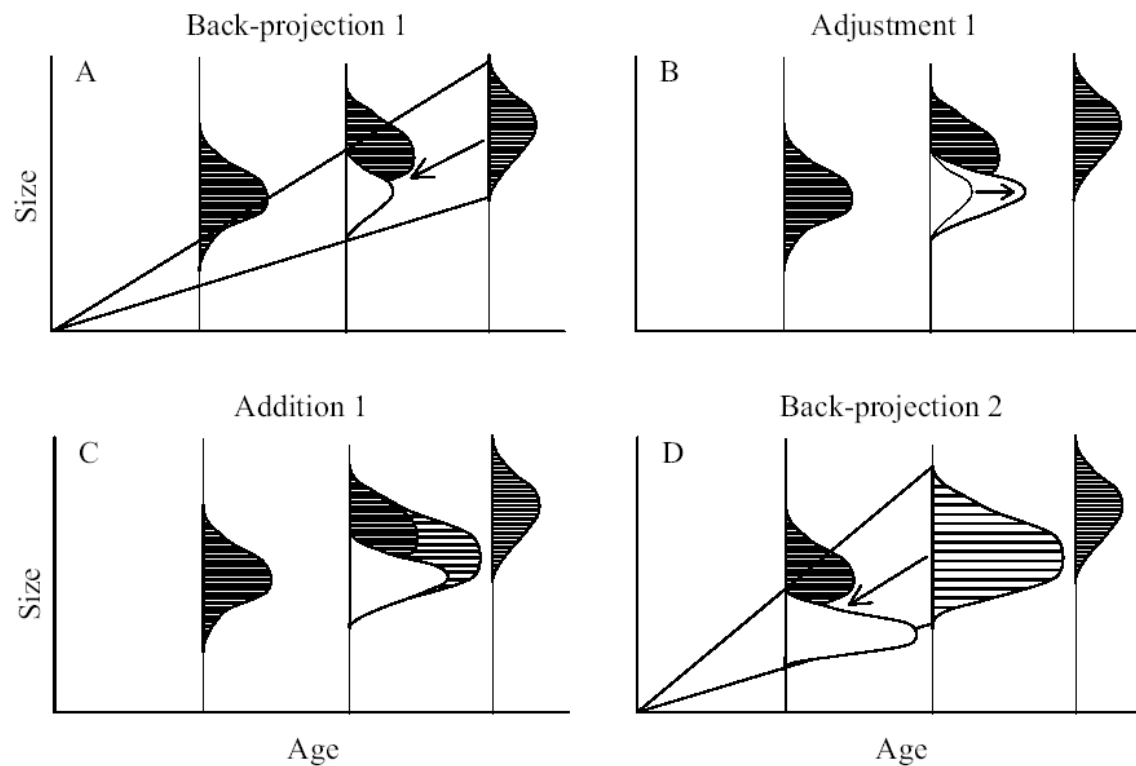 Back-projection 1
Adjustment 1
A
B
Size
Addition 1
Back-projection 2
C
D
Size
Age
Age